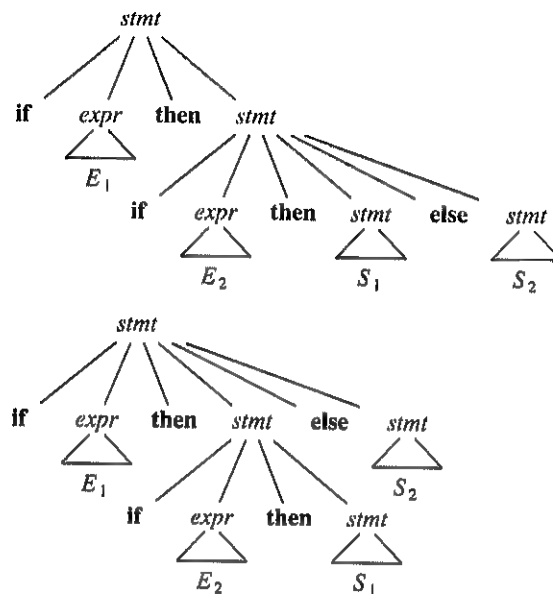 stmt
if expr then stmt
E1
if expr then stmt else stmt
E2 S1 S2
stmt
if expr then stmt else stmt
E1 S2
if expr then stmt
E2 S1